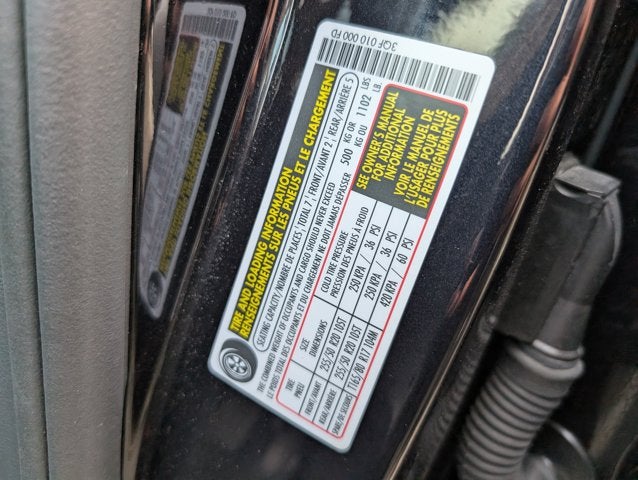 3QF 010 000 FD
TIRE AND LOADING INFORMATION
RENSEIGNEMENTS SUR LES PNEUS ET LE CHARGEMENT
SEATING CAPACITY/NOMBRE DE PLACES | TOTAL 7 | FRONT/AVANT 2 | REAR/ARRIÈRE 5
THE COMBINED WEIGHT OF OCCUPANTS AND CARGO SHOULD NEVER EXCEED 500 KG OR 1102 LBS
LE POIDS TOTAL DES OCCUPANTS ET DU CHARGEMENT NE DOIT JAMAIS DÉPASSER KG OU LB
TIRE SIZE COLD TIRE PRESSURE
PNEU DIMENSIONS PRESSION DES PNEUS À FROID
FRONT/AVANT 255/50 R20 105T 250 KPA / 36 PSI
REAR/ARRIÈRE 255/50 R20 105T 250 KPA / 36 PSI
SPARE/DE SECOURS T165/80 R17 104M 420 KPA / 60 PSI
SEE OWNER'S MANUAL
FOR ADDITIONAL
INFORMATION
VOIR LE MANUEL DE
L'USAGER POUR PLUS
DE RENSEIGNEMENTS